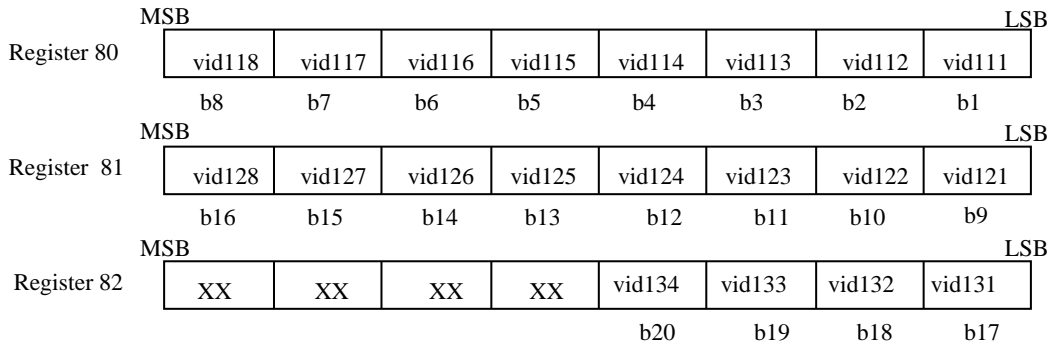 MSB LSB
Register 80 vid118 vid117 vid116 vid115 vid114 vid113 vid112 vid111
b8 b7 b6 b5 b4 b3 b2 b1
MSB LSB
Register 81 vid128 vid127 vid126 vid125 vid124 vid123 vid122 vid121
b16 b15 b14 b13 b12 b11 b10 b9
MSB LSB
Register 82 XX XX XX XX vid134 vid133 vid132 vid131
b20 b19 b18 b17